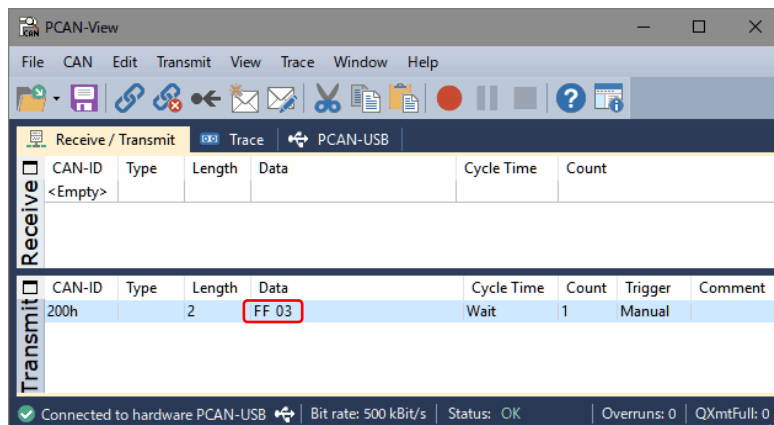 CAN PCAN-View
File CAN Edit Transmit View Trace Window Help
Receive / Transmit Trace PCAN-USB
CAN-ID Type Length Data Cycle Time Count
<Empty>
Receive
CAN-ID Type Length Data Cycle Time Count Trigger Comment
200h 2 FF 03 Wait 1 Manual
Transmit
Connected to hardware PCAN-USB Bit rate: 500 kBit/s Status: OK Overruns: 0 QXmtFull: 0